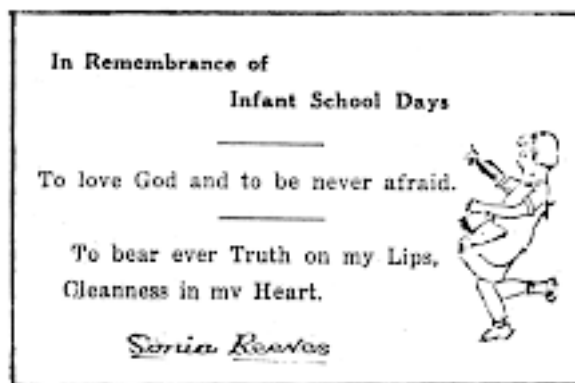 In Remembrance of
Infant School Days
To love God and to be never afraid.
To bear ever Truth on my Lips,
Cleanness in my Heart.
Sonia Reeves